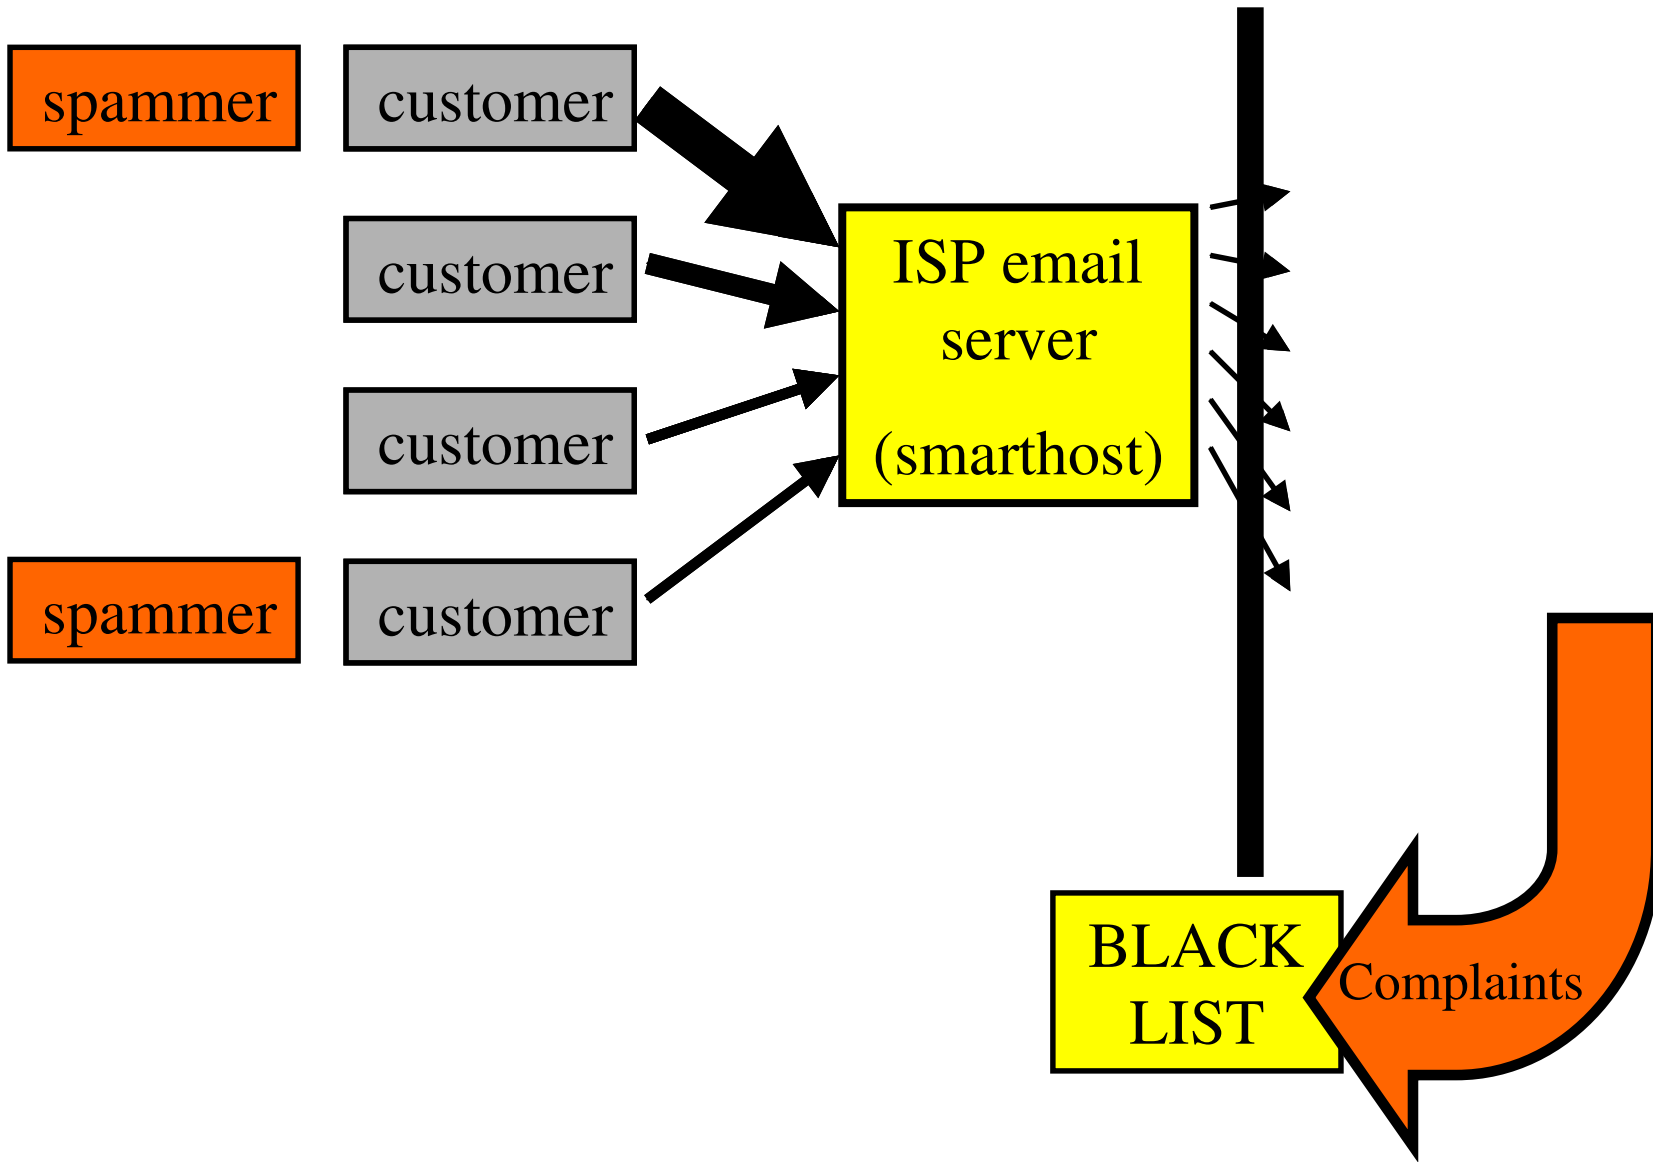 spammer
customer
customer
customer
spammer
customer
ISP email
server
(smarthost)
BLACK
LIST
Complaints